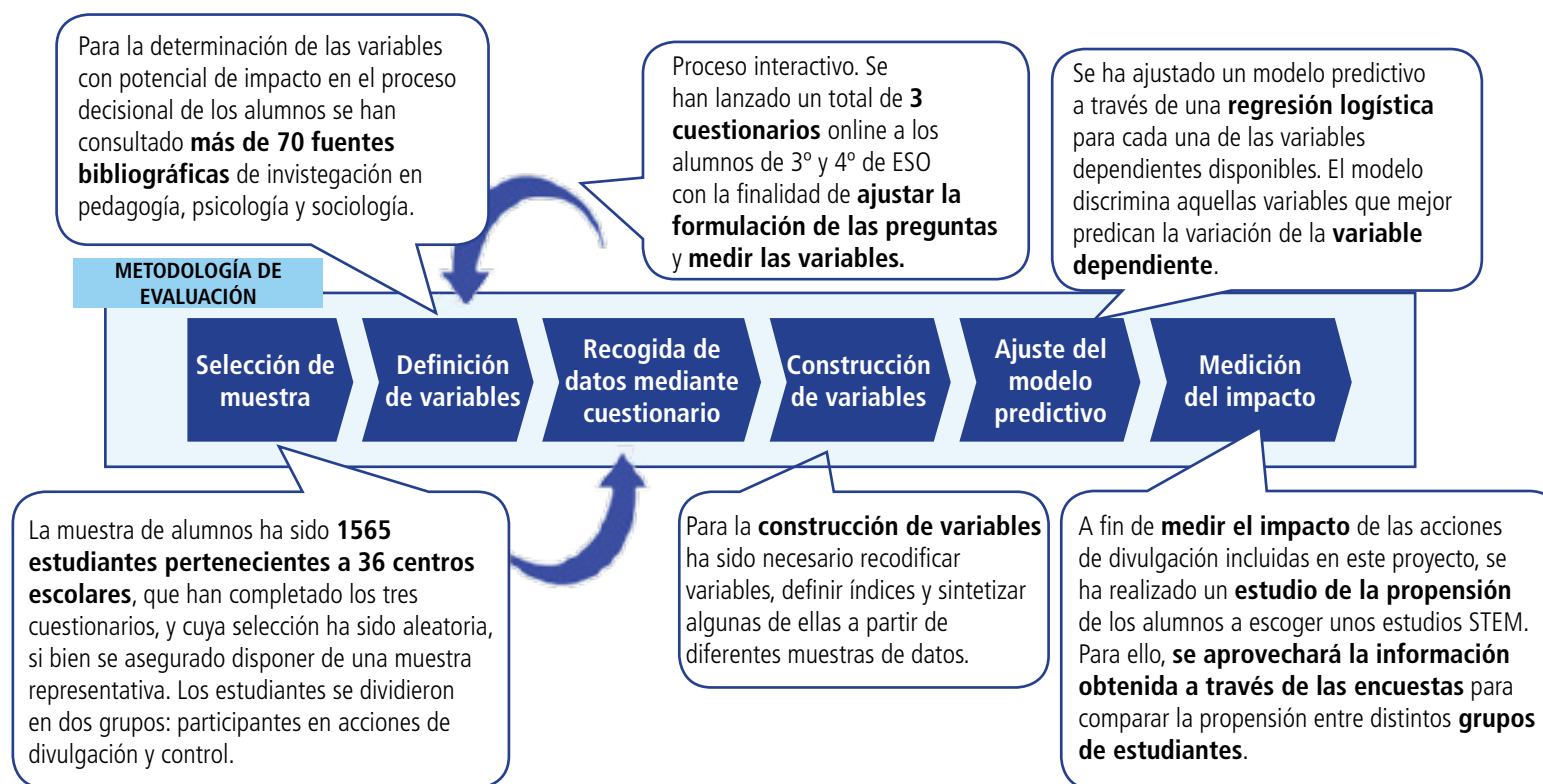 Para la determinación de las variables
con potencial de impacto en el proceso
decisional de los alumnos se han
consultado más de 70 fuentes
bibliográficas de invistegación en
pedagogía, psicología y sociología.
Proceso interactivo. Se
han lanzado un total de 3
cuestionarios online a los
alumnos de 3º y 4º de ESO
con la finalidad de ajustar la
formulación de las preguntas
y medir las variables.
Se ha ajustado un modelo predictivo
a través de una regresión logística
para cada una de las variables
dependientes disponibles. El modelo
discrimina aquellas variables que mejor
predican la variación de la variable
dependiente.
METODOLOGÍA DE
EVALUACIÓN
Selección de
muestra
Definición
de variables
Recogida de
datos mediante
cuestionario
Construcción
de variables
Ajuste del
modelo
predictivo
Medición
del impacto
La muestra de alumnos ha sido 1565
estudiantes pertenecientes a 36 centros
escolares, que han completado los tres
cuestionarios, y cuya selección ha sido aleatoria,
si bien se asegurado disponer de una muestra
representativa. Los estudiantes se dividieron
en dos grupos: participantes en acciones de
divulgación y control.
Para la construcción de variables
ha sido necesario recodificar
variables, definir índices y sintetizar
algunas de ellas a partir de
diferentes muestras de datos.
A fin de medir el impacto de las acciones
de divulgación incluidas en este proyecto, se
ha realizado un estudio de la propensión
de los alumnos a escoger unos estudios STEM.
Para ello, se aprovechará la información
obtenida a través de las encuestas para
comparar la propensión entre distintos grupos
de estudiantes.